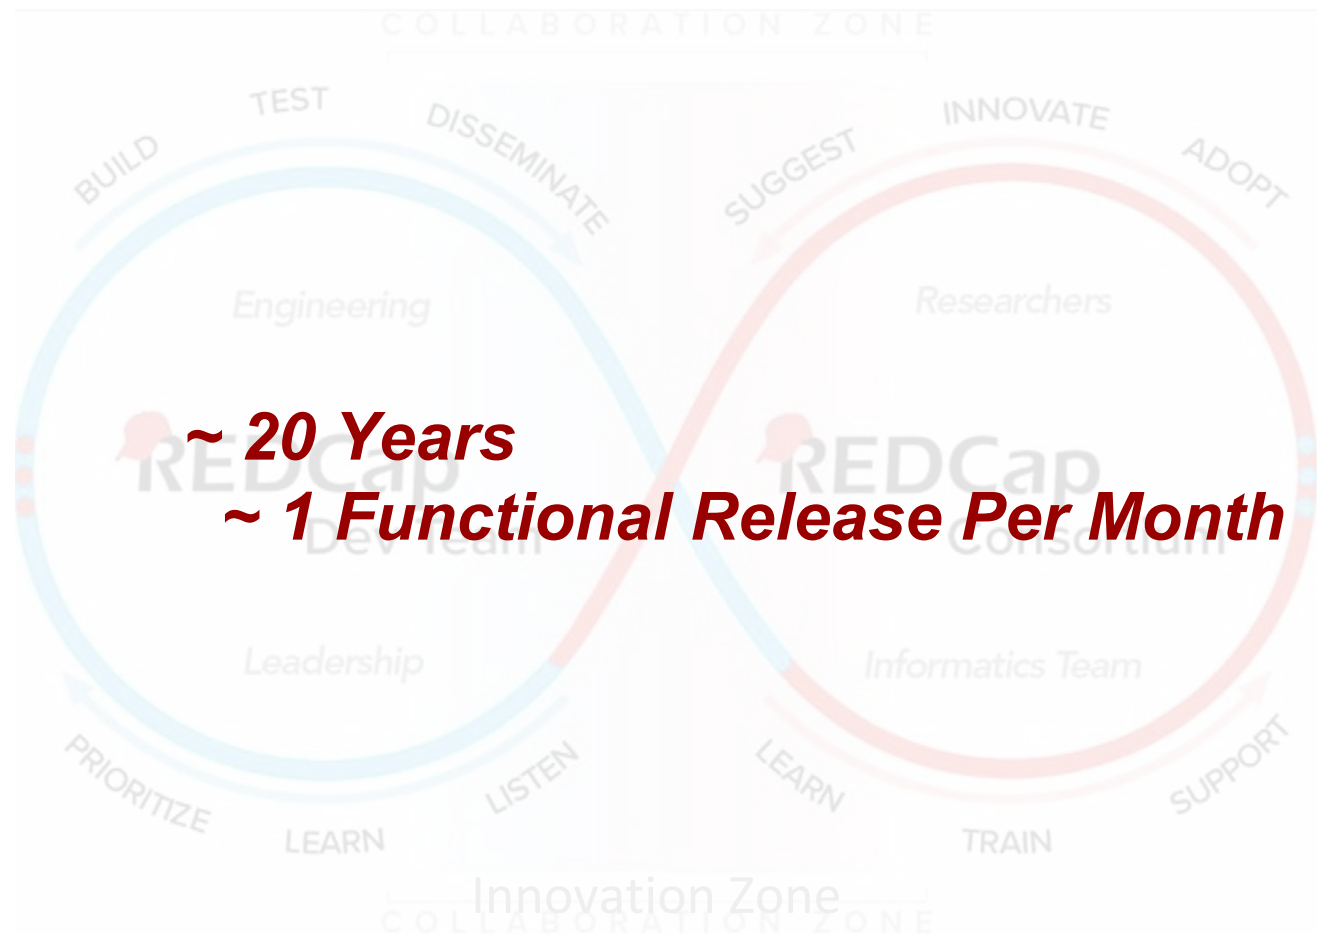 COLLABORATION ZONE
TEST
BUILD
DISSEMINATE
INNOVATE
SUGGEST
ADOPT
Engineering
Researchers
~ 20 Years
REDCap
REDCap
~ 1 Functional Release Per Month
Dev Team
Consortium
Leadership
Informatics Team
PRIORITIZE
LISTEN
LEARN
LEARN
SUPPORT
TRAIN
Innovation Zone
COLLABORATION ZONE